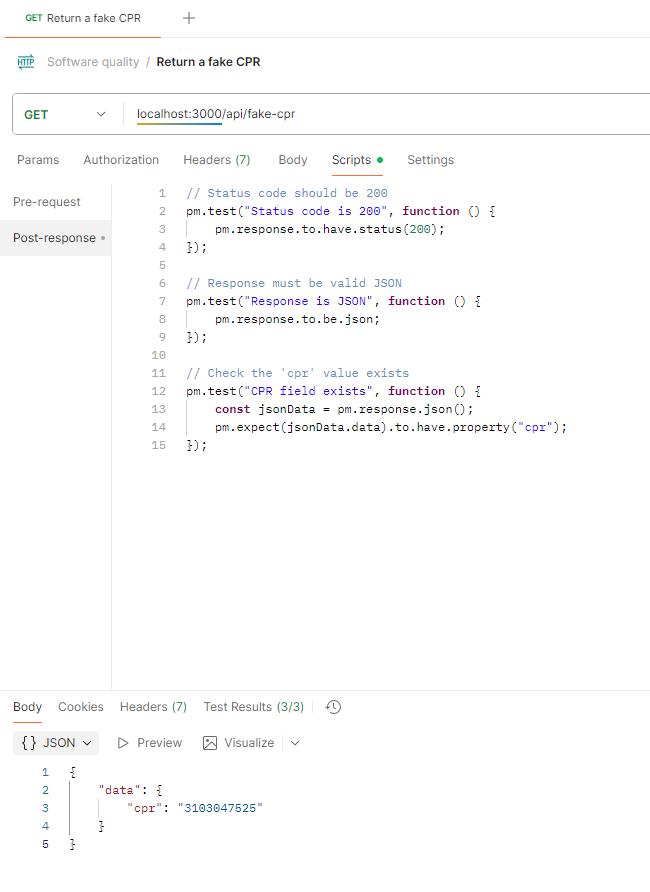 GET Return a fake CPR +
HTTP Software quality / Return a fake CPR
GET localhost:3000/api/fake-cpr
Params Authorization Headers (7) Body Scripts Settings
Pre-request
Post-response
1 // Status code should be 200
2 pm.test("Status code is 200", function () {
3 pm.response.to.have.status(200);
4 });
5
6 // Response must be valid JSON
7 pm.test("Response is JSON", function () {
8 pm.response.to.be.json;
9 });
10
11 // Check the 'cpr' value exists
12 pm.test("CPR field exists", function () {
13 const jsonData = pm.response.json();
14 pm.expect(jsonData.data).to.have.property("cpr");
15 });
Body Cookies Headers (7) Test Results (3/3)
{} JSON Preview Visualize
1 {
2 "data": {
3 "cpr": "3103047525"
4 }
5 }